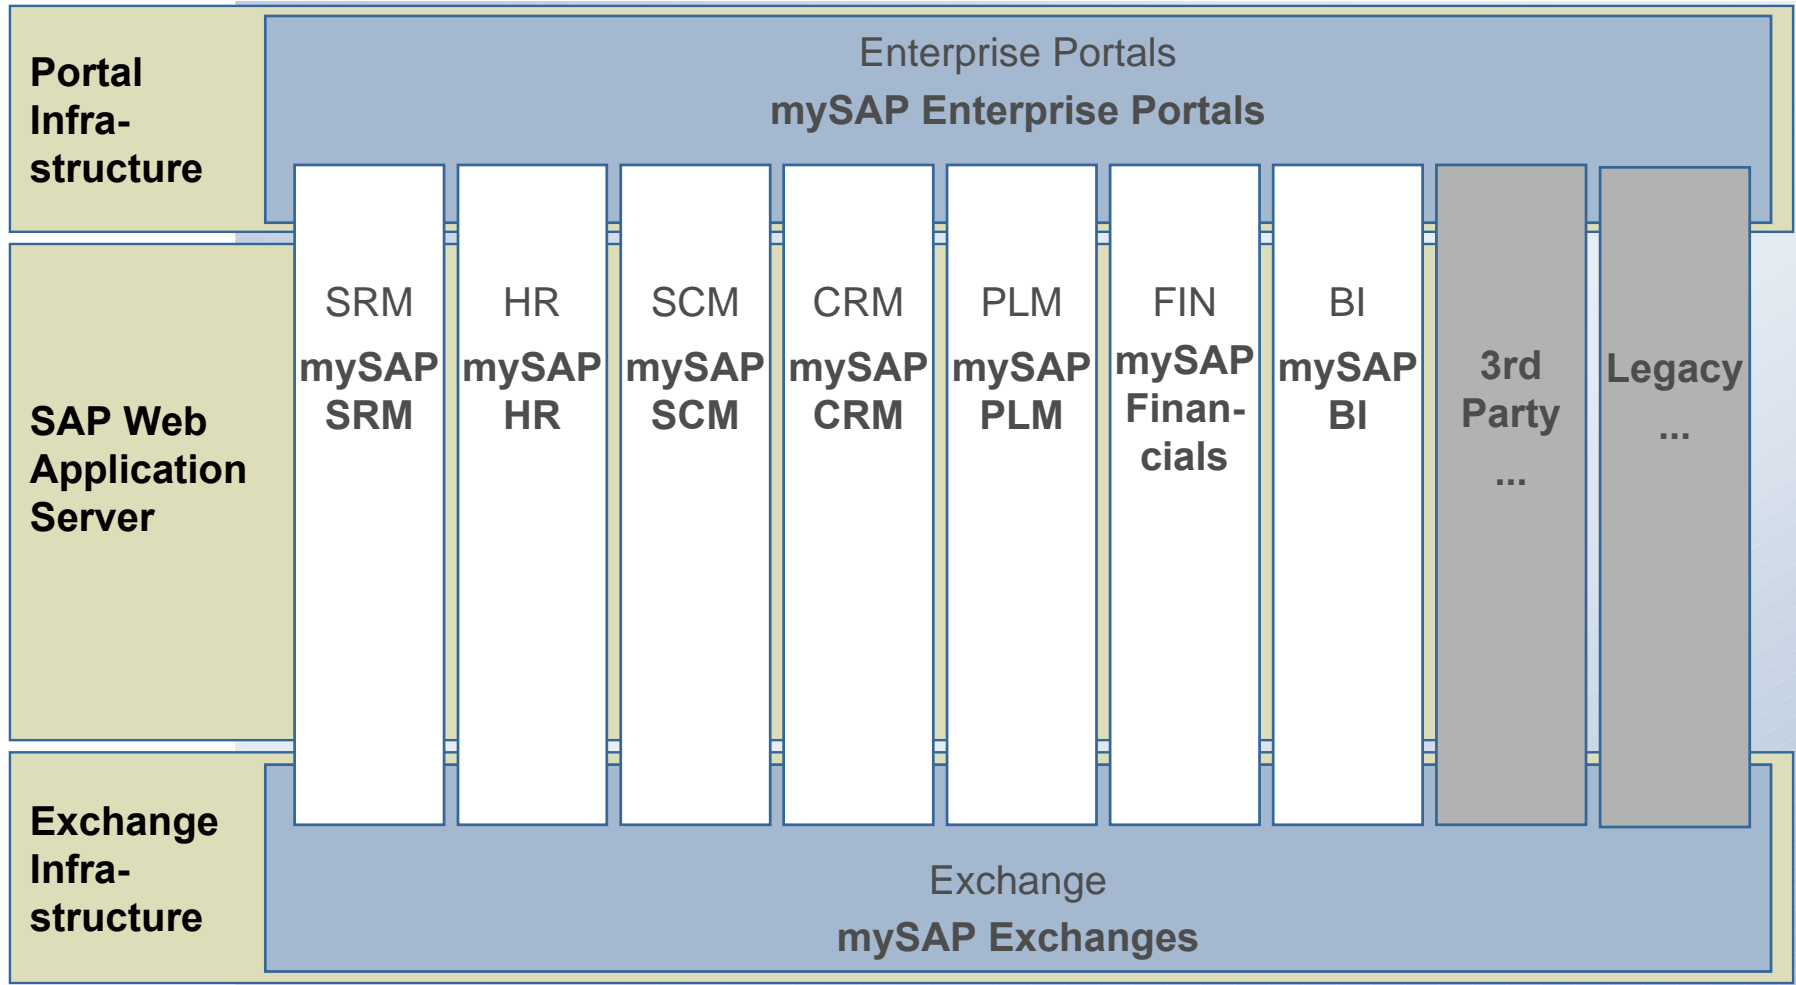 Portal
Infra-
structure
Enterprise Portals
mySAP Enterprise Portals
SAP Web
Application
Server
SRM
mySAP
SRM
HR
mySAP
HR
SCM
mySAP
SCM
CRM
mySAP
CRM
PLM
mySAP
PLM
FIN
mySAP
Finan-
cials
BI
mySAP
BI
3rd
Party
...
Legacy
...
Exchange
Infra-
structure
Exchange
mySAP Exchanges